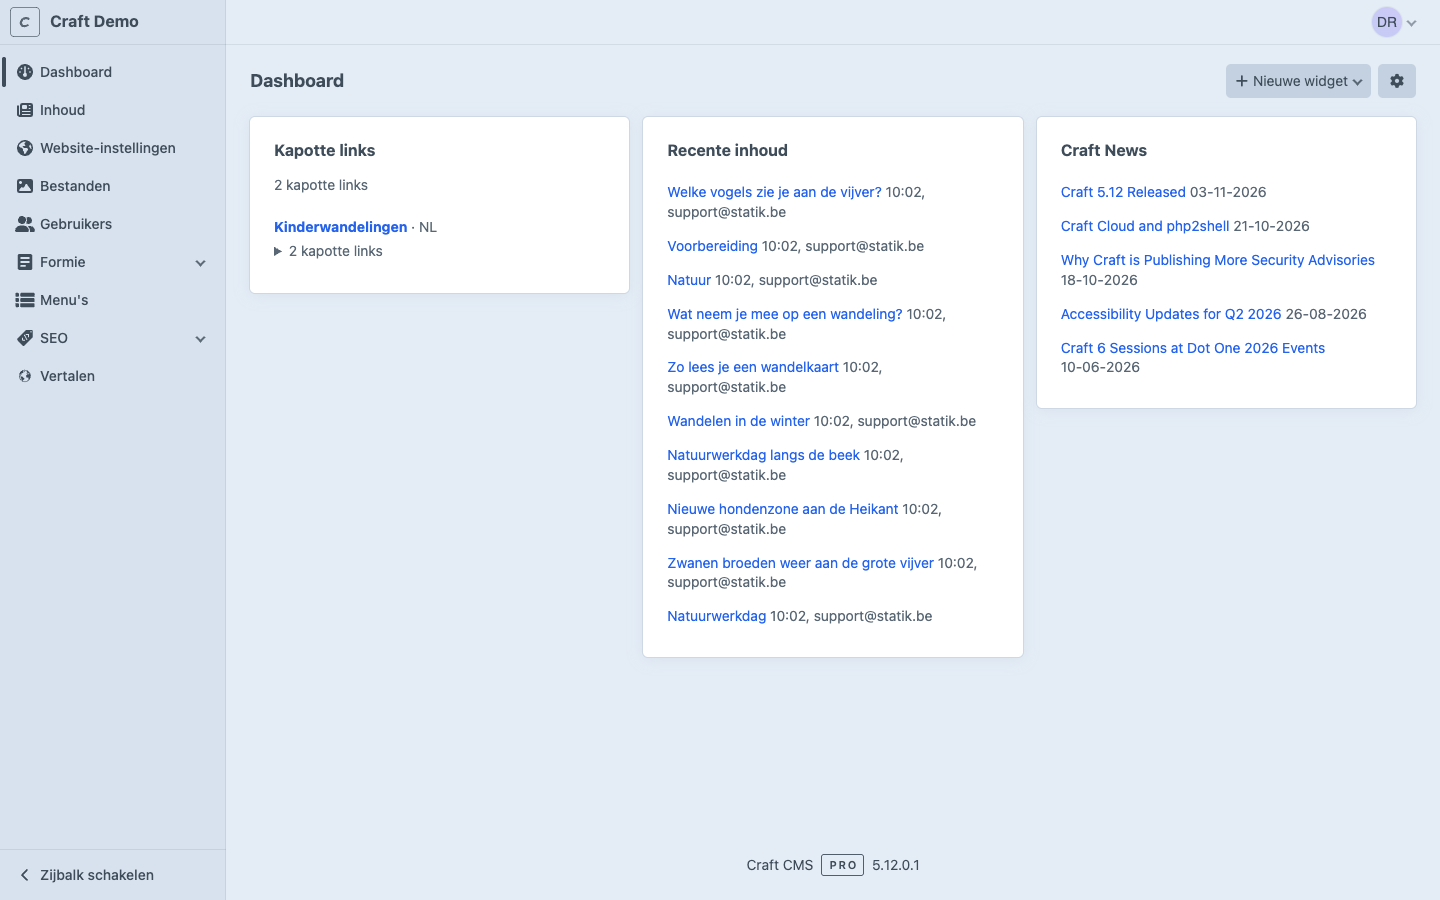 C Craft Demo
DR
Dashboard
Inhoud
Website-instellingen
Bestanden
Gebruikers
Formie
Menu's
SEO
Vertalen
Zijbalk schakelen
Dashboard
Nieuwe widget
Kapotte links
2 kapotte links
Kinderwandelingen · NL
2 kapotte links
Recente inhoud
Welke vogels zie je aan de vijver? 10:02,
support@statik.be
Voorbereiding 10:02, support@statik.be
Natuur 10:02, support@statik.be
Wat neem je mee op een wandeling? 10:02,
support@statik.be
Zo lees je een wandelkaart 10:02,
support@statik.be
Wandelen in de winter 10:02, support@statik.be
Natuurwerkdag langs de beek 10:02,
support@statik.be
Nieuwe hondenzone aan de Heikant 10:02,
support@statik.be
Zwanen broeden weer aan de grote vijver 10:02,
support@statik.be
Natuurwerkdag 10:02, support@statik.be
Craft News
Craft 5.12 Released 03-11-2026
Craft Cloud and php2shell 21-10-2026
Why Craft is Publishing More Security Advisories
18-10-2026
Accessibility Updates for Q2 2026 26-08-2026
Craft 6 Sessions at Dot One 2026 Events
10-06-2026
Craft CMS PRO 5.12.0.1